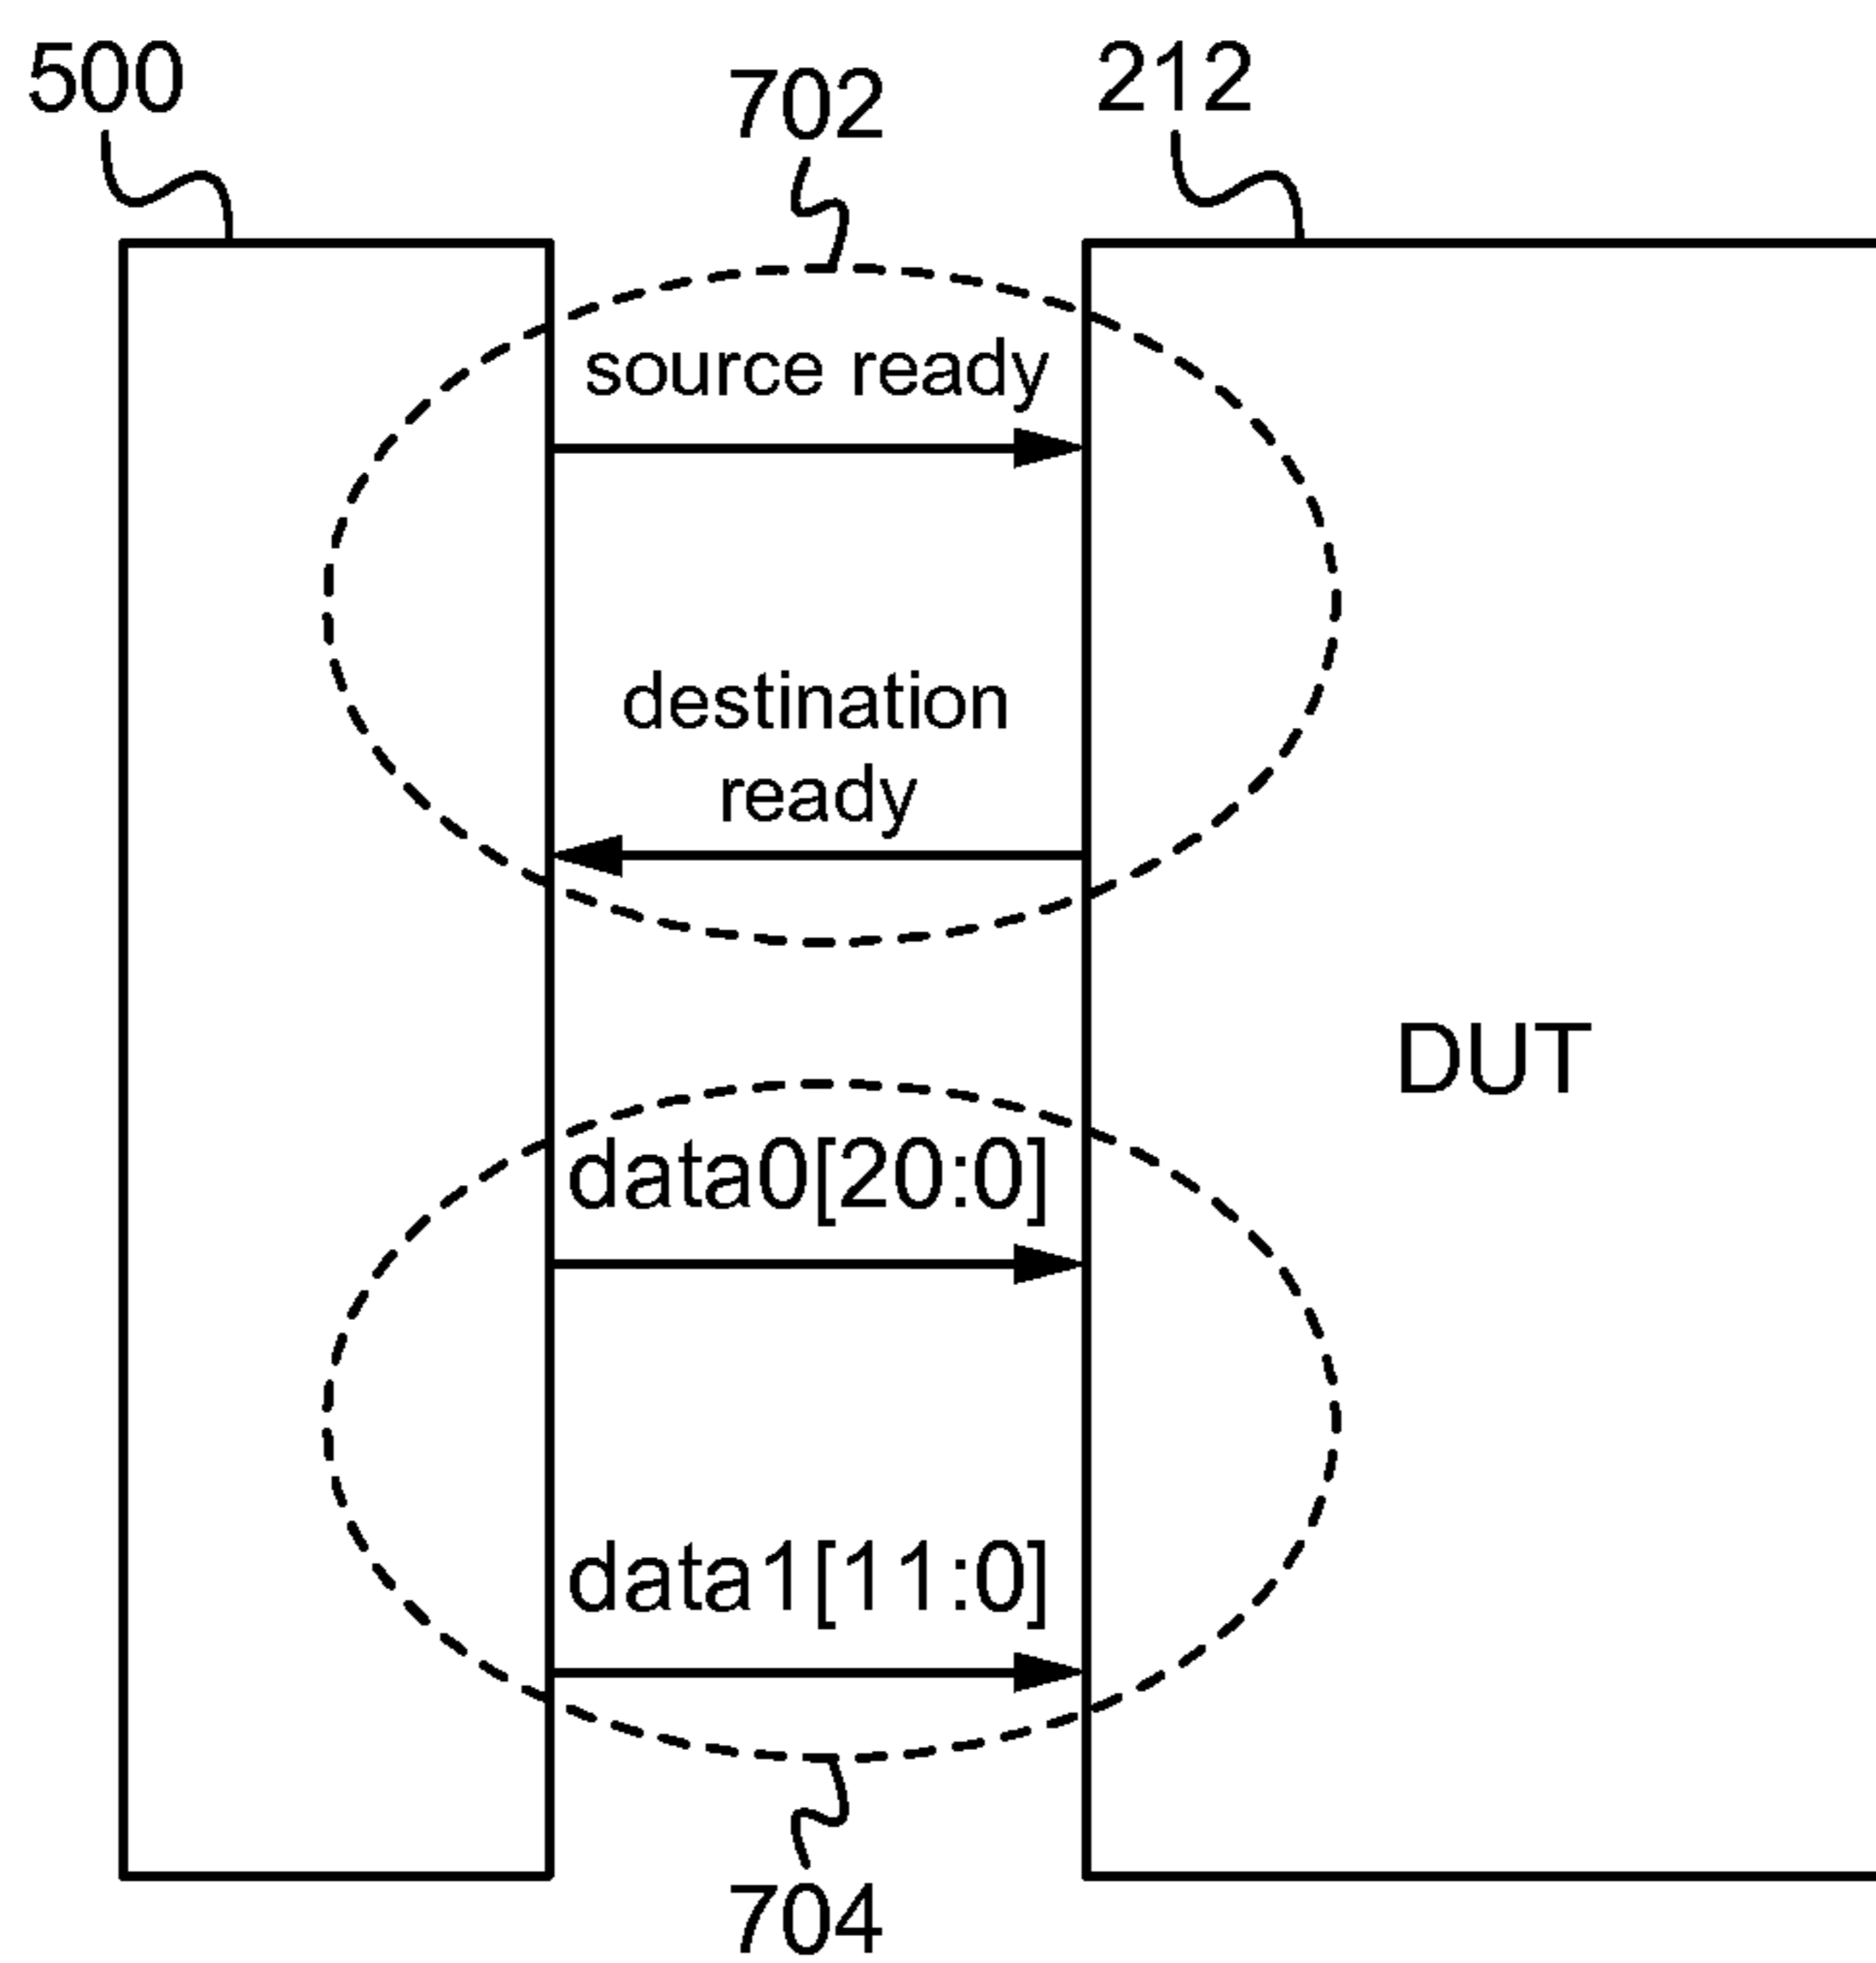 500
702
212
source ready
destination
ready
DUT
data0[20:0]
data1[11:0]
704